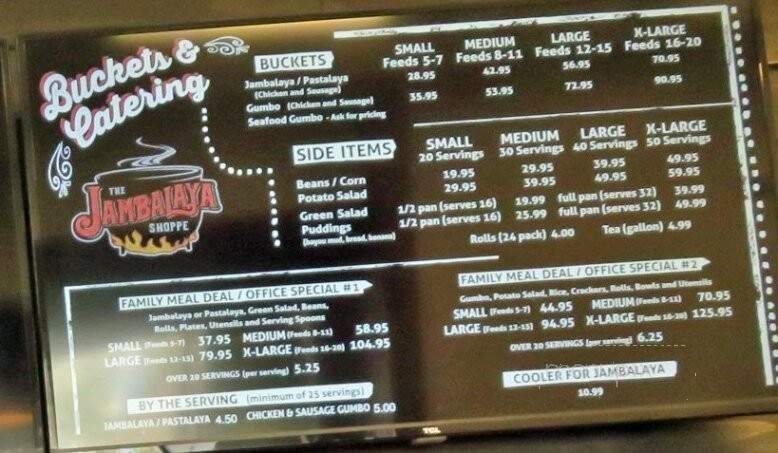 Buckets &
Catering
THE
JAMBALAYA
SHOPPE
BUCKETS
SMALL MEDIUM LARGE X-LARGE
Feeds 5-7 Feeds 8-11 Feeds 12-15 Feeds 16-20
Jambalaya / Pastalaya 28.95 42.95 56.95 70.95
(Chicken and Sausage)
Gumbo (Chicken and Sausage) 35.95 53.95 72.95 90.95
Seafood Gumbo - Ask for pricing
SIDE ITEMS
SMALL MEDIUM LARGE X-LARGE
20 Servings 30 Servings 40 Servings 50 Servings
Beans / Corn 19.95 29.95 39.95 49.95
Potato Salad 29.95 39.95 49.95 59.95
Green Salad 1/2 pan (serves 16) 19.99 full pan (serves 32) 39.99
Puddings 1/2 pan (serves 16) 25.99 full pan (serves 32) 49.99
(bayou mud, bread, banana)
Rolls (24 pack) 4.00 Tea (gallon) 4.99
FAMILY MEAL DEAL / OFFICE SPECIAL #1
Jambalaya or Pastalaya, Green Salad, Beans,
Rolls, Plates, Utensils and Serving Spoons
SMALL (Feeds 5-7) 37.95 MEDIUM (Feeds 8-11) 58.95
LARGE (Feeds 12-15) 79.95 X-LARGE (Feeds 16-20) 104.95
OVER 20 SERVINGS (per serving) 5.25
BY THE SERVING (minimum of 25 servings)
JAMBALAYA / PASTALAYA 4.50 CHICKEN & SAUSAGE GUMBO 5.00
FAMILY MEAL DEAL / OFFICE SPECIAL #2
Gumbo, Potato Salad, Rice, Crackers, Rolls, Bowls and Utensils
SMALL (Feeds 5-7) 44.95 MEDIUM (Feeds 8-11) 70.95
LARGE (Feeds 12-15) 94.95 X-LARGE (Feeds 16-20) 125.95
OVER 20 SERVINGS (per serving) 6.25
COOLER FOR JAMBALAYA
10.99
TCL